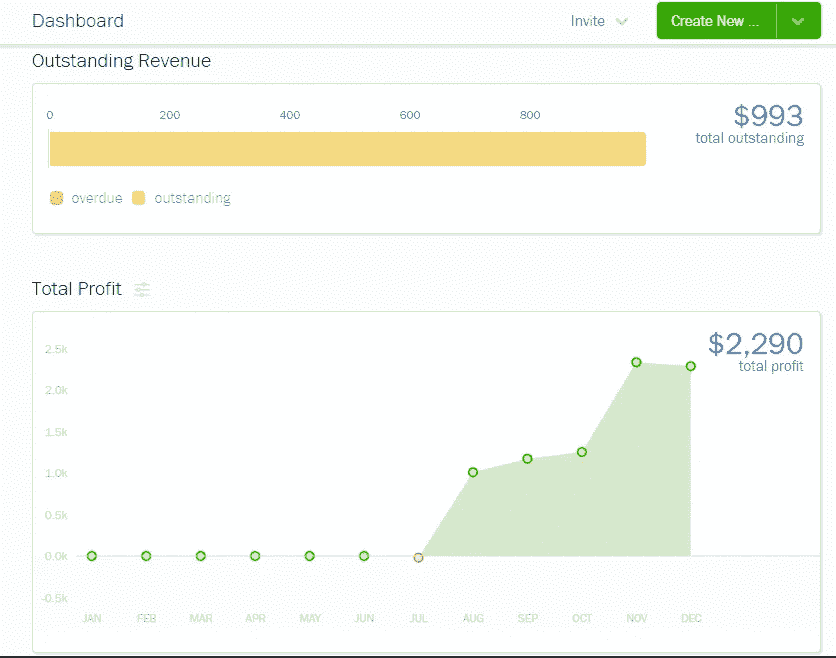 Dashboard
Invite
Create New ...
Outstanding Revenue
0 200 400 600 800
$993
total outstanding
overdue outstanding
Total Profit
$2,290
total profit
2.5k
2.0k
1.5k
1.0k
0.5k
0.0k
-0.5k
JAN FEB MAR APR MAY JUN JUL AUG SEP OCT NOV DEC